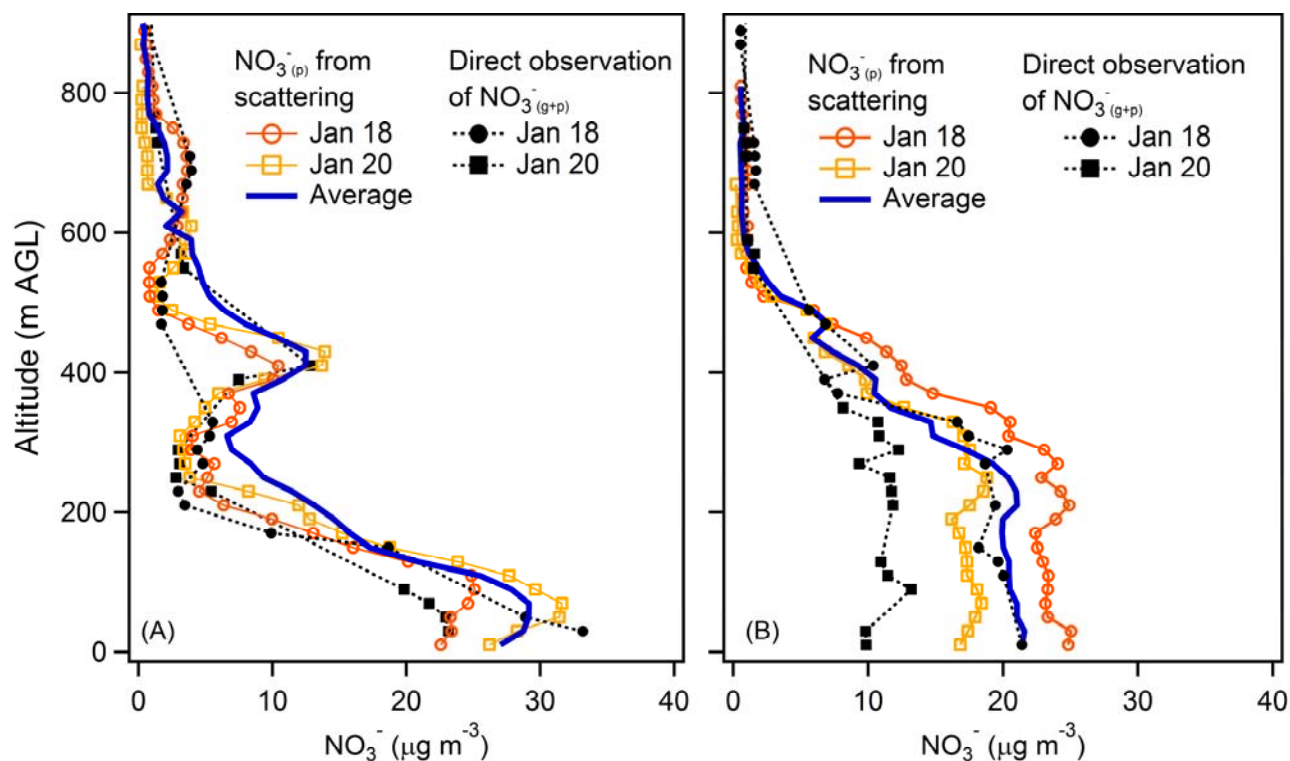 800
600
400
200
0
Altitude (m AGL)
NO₃⁻₍ₚ₎ from scattering
Jan 18
Jan 20
Average
Direct observation of NO₃⁻(g+p)
Jan 18
Jan 20
(A)
0 10 20 30 40
NO₃⁻ (μg m⁻³)
NO₃⁻₍ₚ₎ from scattering
Jan 18
Jan 20
Average
Direct observation of NO₃⁻(g+p)
Jan 18
Jan 20
(B)
0 10 20 30 40
NO₃⁻ (μg m⁻³)